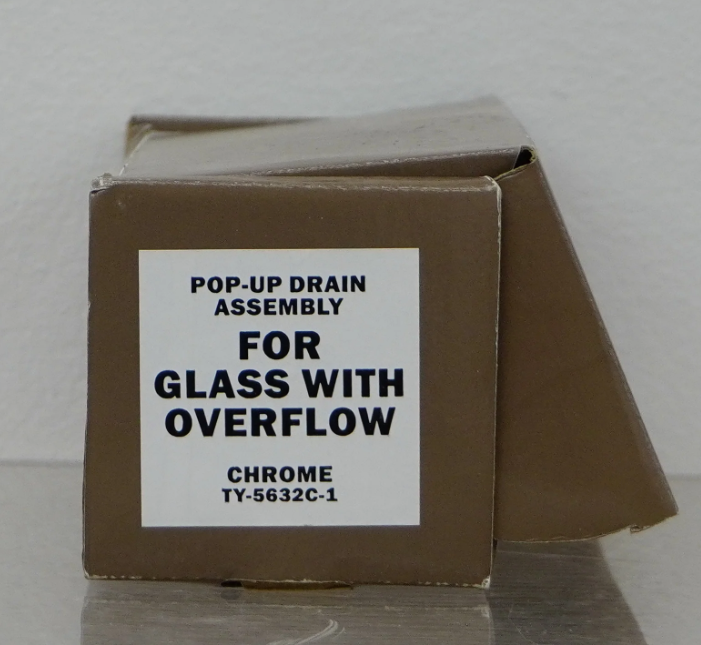 POP-UP DRAIN
ASSEMBLY
FOR
GLASS WITH
OVERFLOW
CHROME
TY-5632C-1